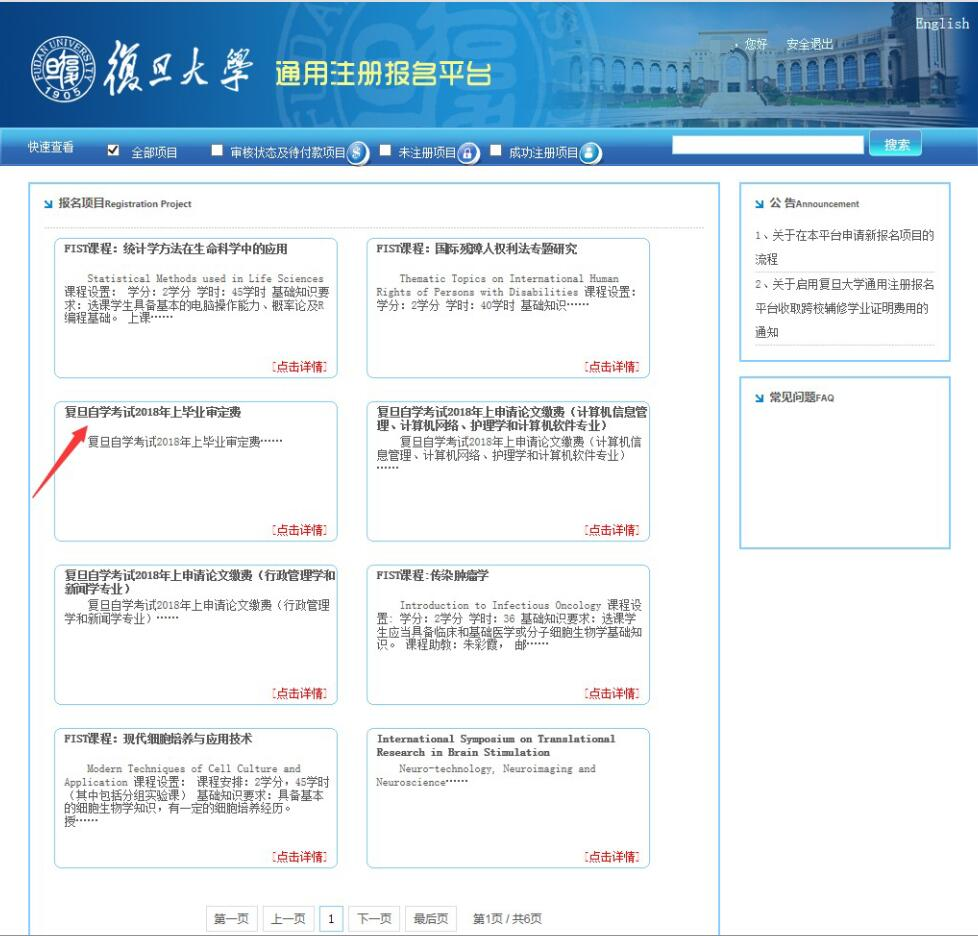 English
您好 安全退出
FUDAN UNIVERSITY
1905
復旦大學 通用注册报名平台
快速查看 全部项目 审核状态及待付款项目 未注册项目 成功注册项目 搜索
报名项目Registration Project
FIST课程：统计学方法在生命科学中的应用
Statistical Methods used in Life Sciences
课程设置： 学分：2学分 学时：45学时 基础知识要
求：选课学生具备基本的电脑操作能力、概率论及R
编程基础。 上课······
[点击详情]
FIST课程：国际残障人权利法专题研究
Thematic Topics on International Human
Rights of Persons with Disabilities 课程设置：
学分：2学分 学时：40学时 基础知识······
[点击详情]
复旦自学考试2018年上毕业审定费
复旦自学考试2018年上毕业审定费······
[点击详情]
复旦自学考试2018年上申请论文缴费（计算机信息管
理、计算机网络、护理学和计算机软件专业）
复旦自学考试2018年上申请论文缴费（计算机信
息管理、计算机网络、护理学和计算机软件专业）
······
[点击详情]
复旦自学考试2018年上申请论文缴费（行政管理学和
新闻学专业）
复旦自学考试2018年上申请论文缴费（行政管理
学和新闻学专业）······
[点击详情]
FIST课程:传染肿瘤学
Introduction to Infectious Oncology 课程设
置: 学分：2学分 学时：36 基础知识要求：选课学
生应当具备临床和基础医学或分子细胞生物学基础知
识。 课程助教：朱彩霞， 邮······
[点击详情]
FIST课程：现代细胞培养与应用技术
Modern Techniques of Cell Culture and
Application 课程设置： 课程安排：2学分，45学时
（其中包括分组实验课） 基础知识要求：具备基本
的细胞生物学知识，有一定的细胞培养经历。
授······
[点击详情]
International Symposium on Translational
Research in Brain Stimulation
Neuro-technology, Neuroimaging and
Neuroscience······
[点击详情]
第一页 上一页 1 下一页 最后页 第1页 / 共6页
公 告Announcement
1、关于在本平台申请新报名项目的
流程
2、关于启用复旦大学通用注册报名
平台收取跨校辅修学业证明费用的
通知
常见问题FAQ